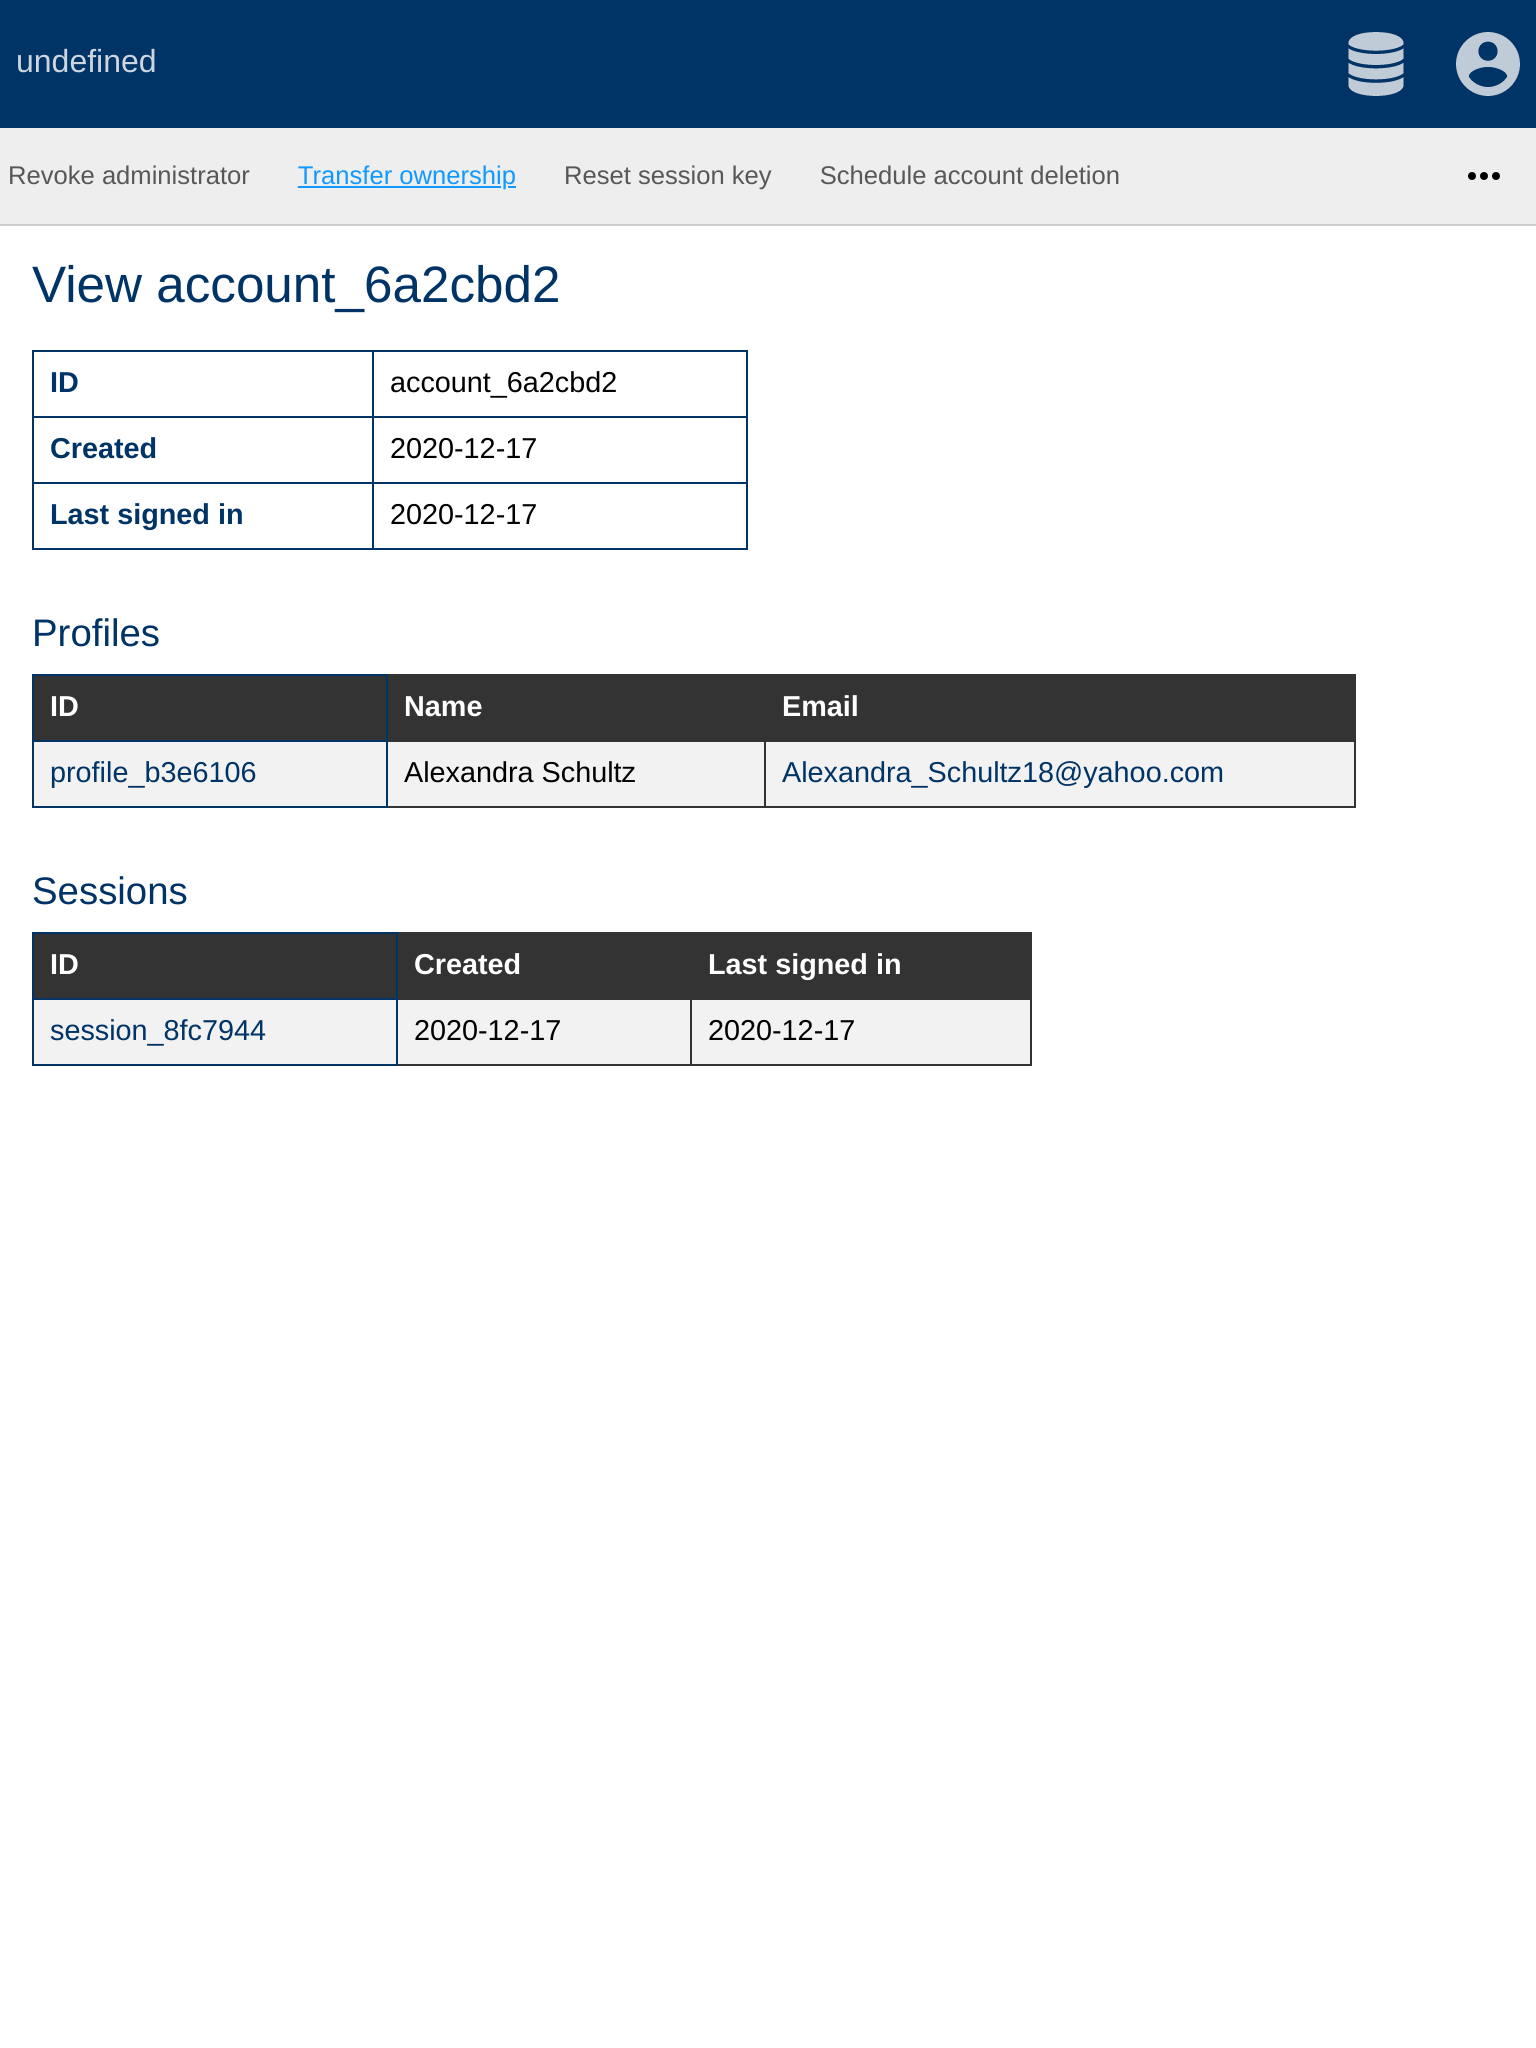 undefined
Revoke administrator Transfer ownership Reset session key Schedule account deletion
View account_6a2cbd2
ID account_6a2cbd2
Created 2020-12-17
Last signed in 2020-12-17
Profiles
ID Name Email
profile_b3e6106 Alexandra Schultz Alexandra_Schultz18@yahoo.com
Sessions
ID Created Last signed in
session_8fc7944 2020-12-17 2020-12-17